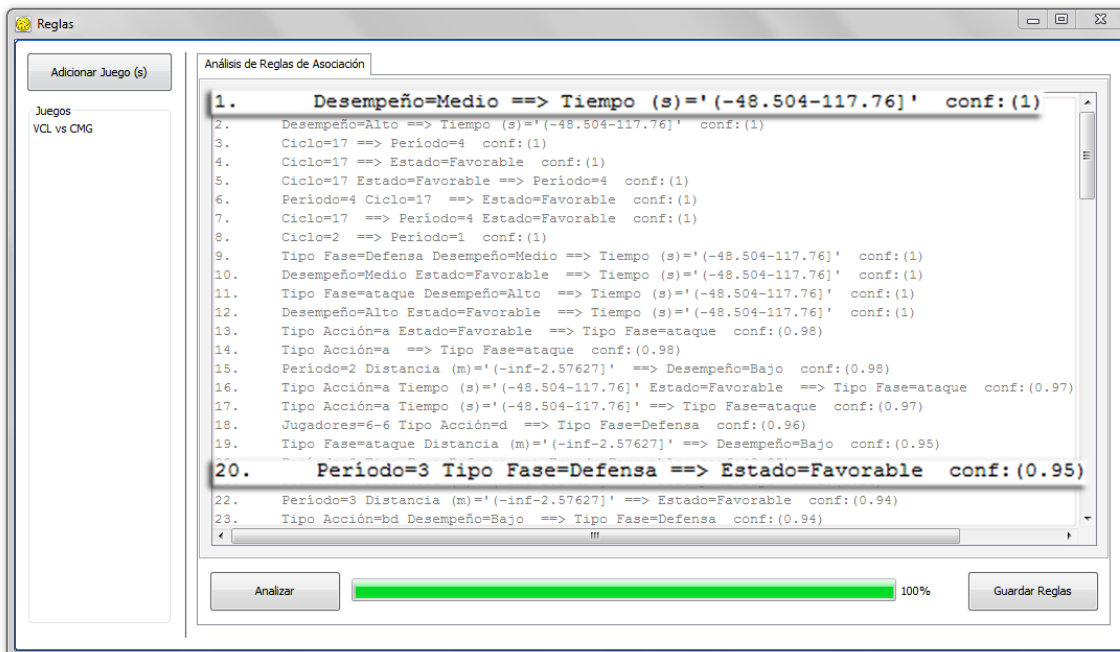 Reglas
Adicionar Juego (s)
Juegos
VCL vs CMG
Análisis de Reglas de Asociación
1. Desempeño=Medio ==> Tiempo (s)='(-48.504-117.76]' conf:(1)
2. Desempeño=Alto ==> Tiempo (s)='(-48.504-117.76]' conf:(1)
3. Ciclo=17 ==> Período=4 conf:(1)
4. Ciclo=17 ==> Estado=Favorable conf:(1)
5. Ciclo=17 Estado=Favorable ==> Período=4 conf:(1)
6. Período=4 Ciclo=17 ==> Estado=Favorable conf:(1)
7. Ciclo=17 ==> Período=4 Estado=Favorable conf:(1)
8. Ciclo=2 ==> Período=1 conf:(1)
9. Tipo Fase=Defensa Desempeño=Medio ==> Tiempo (s)='(-48.504-117.76]' conf:(1)
10. Desempeño=Medio Estado=Favorable ==> Tiempo (s)='(-48.504-117.76]' conf:(1)
11. Tipo Fase=ataque Desempeño=Alto ==> Tiempo (s)='(-48.504-117.76]' conf:(1)
12. Desempeño=Alto Estado=Favorable ==> Tiempo (s)='(-48.504-117.76]' conf:(1)
13. Tipo Acción=a Estado=Favorable ==> Tipo Fase=ataque conf:(0.98)
14. Tipo Acción=a ==> Tipo Fase=ataque conf:(0.98)
15. Período=2 Distancia (m)='(-inf-2.57627]' ==> Desempeño=Bajo conf:(0.98)
16. Tipo Acción=a Tiempo (s)='(-48.504-117.76]' Estado=Favorable ==> Tipo Fase=ataque conf:(0.97)
17. Tipo Acción=a Tiempo (s)='(-48.504-117.76]' ==> Tipo Fase=ataque conf:(0.97)
18. Jugadores=6-6 Tipo Acción=d ==> Tipo Fase=Defensa conf:(0.96)
19. Tipo Fase=ataque Distancia (m)='(-inf-2.57627]' ==> Desempeño=Bajo conf:(0.95)
20. Período=3 Tipo Fase=Defensa ==> Estado=Favorable conf:(0.95)
22. Período=3 Distancia (m)='(-inf-2.57627]' ==> Estado=Favorable conf:(0.94)
23. Tipo Acción=bd Desempeño=Bajo ==> Tipo Fase=Defensa conf:(0.94)
Analizar
100%
Guardar Reglas